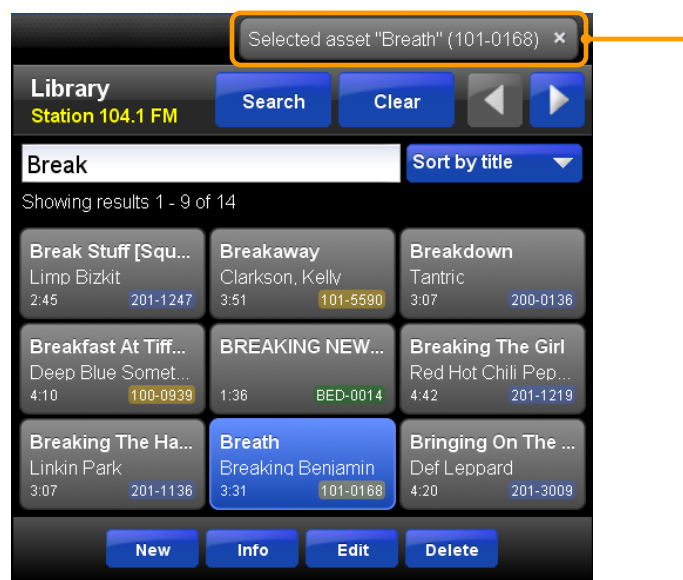 Selected asset "Breath" (101-0168) ×
Library
Station 104.1 FM
Search
Clear
Break
Sort by title
Showing results 1 - 9 of 14
Break Stuff [Squ...
Limp Bizkit
2:45 201-1247
Breakaway
Clarkson, Kelly
3:51 101-5590
Breakdown
Tantric
3:07 200-0136
Breakfast At Tiff...
Deep Blue Somet...
4:10 100-0939
BREAKING NEW...
1:36 BED-0014
Breaking The Girl
Red Hot Chili Pep...
4:42 201-1219
Breaking The Ha...
Linkin Park
3:07 201-1136
Breath
Breaking Benjamin
3:31 101-0168
Bringing On The ...
Def Leppard
4:20 201-3009
New
Info
Edit
Delete